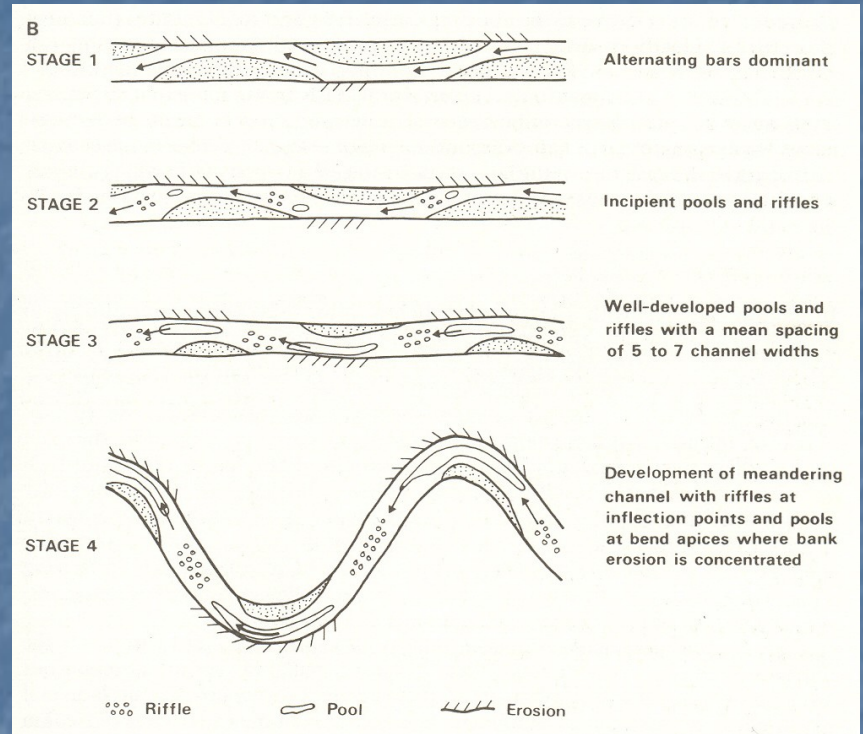 B
STAGE 1
Alternating bars dominant
STAGE 2
Incipient pools and riffles
STAGE 3
Well-developed pools and
riffles with a mean spacing
of 5 to 7 channel widths
STAGE 4
Development of meandering
channel with riffles at
inflection points and pools
at bend apices where bank
erosion is concentrated
Riffle
Pool
Erosion